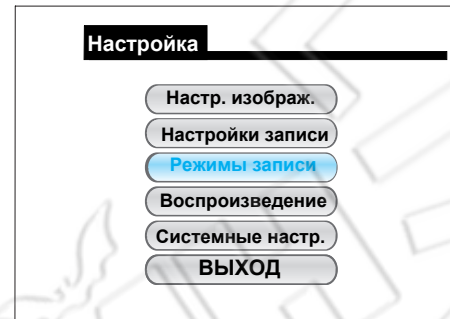 Настройка
Настр. изображ.
Настройки записи
Режимы записи
Воспроизведение
Системные настр.
ВЫХОД